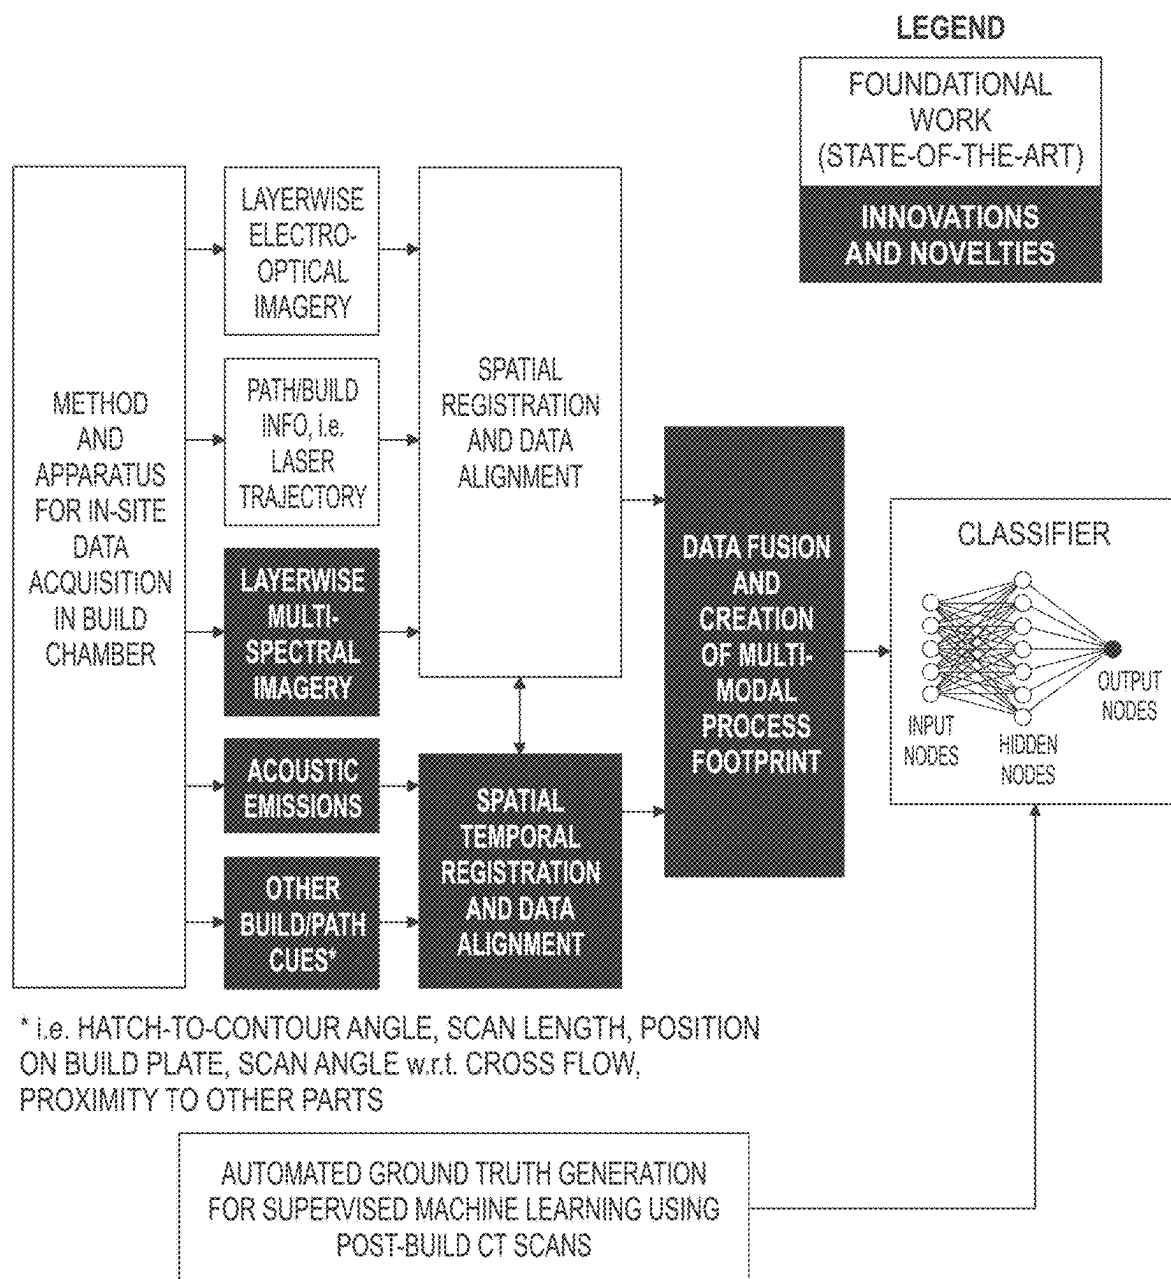 LEGEND
FOUNDATIONAL
WORK
(STATE-OF-THE-ART)
INNOVATIONS
AND NOVELTIES
METHOD
AND
APPARATUS
FOR IN-SITE
DATA
ACQUISITION
IN BUILD
CHAMBER
LAYERWISE
ELECTRO-
OPTICAL
IMAGERY
PATH/BUILD
INFO, i.e.
LASER
TRAJECTORY
LAYERWISE
MULTI-
SPECTRAL
IMAGERY
ACOUSTIC
EMISSIONS
OTHER
BUILD/PATH
CUES*
SPATIAL
REGISTRATION
AND DATA
ALIGNMENT
SPATIAL
TEMPORAL
REGISTRATION
AND DATA
ALIGNMENT
DATA FUSION
AND
CREATION
OF MULTI-
MODAL
PROCESS
FOOTPRINT
CLASSIFIER
INPUT
NODES
HIDDEN
NODES
OUTPUT
NODES
* i.e. HATCH-TO-CONTOUR ANGLE, SCAN LENGTH, POSITION
ON BUILD PLATE, SCAN ANGLE w.r.t. CROSS FLOW,
PROXIMITY TO OTHER PARTS
AUTOMATED GROUND TRUTH GENERATION
FOR SUPERVISED MACHINE LEARNING USING
POST-BUILD CT SCANS